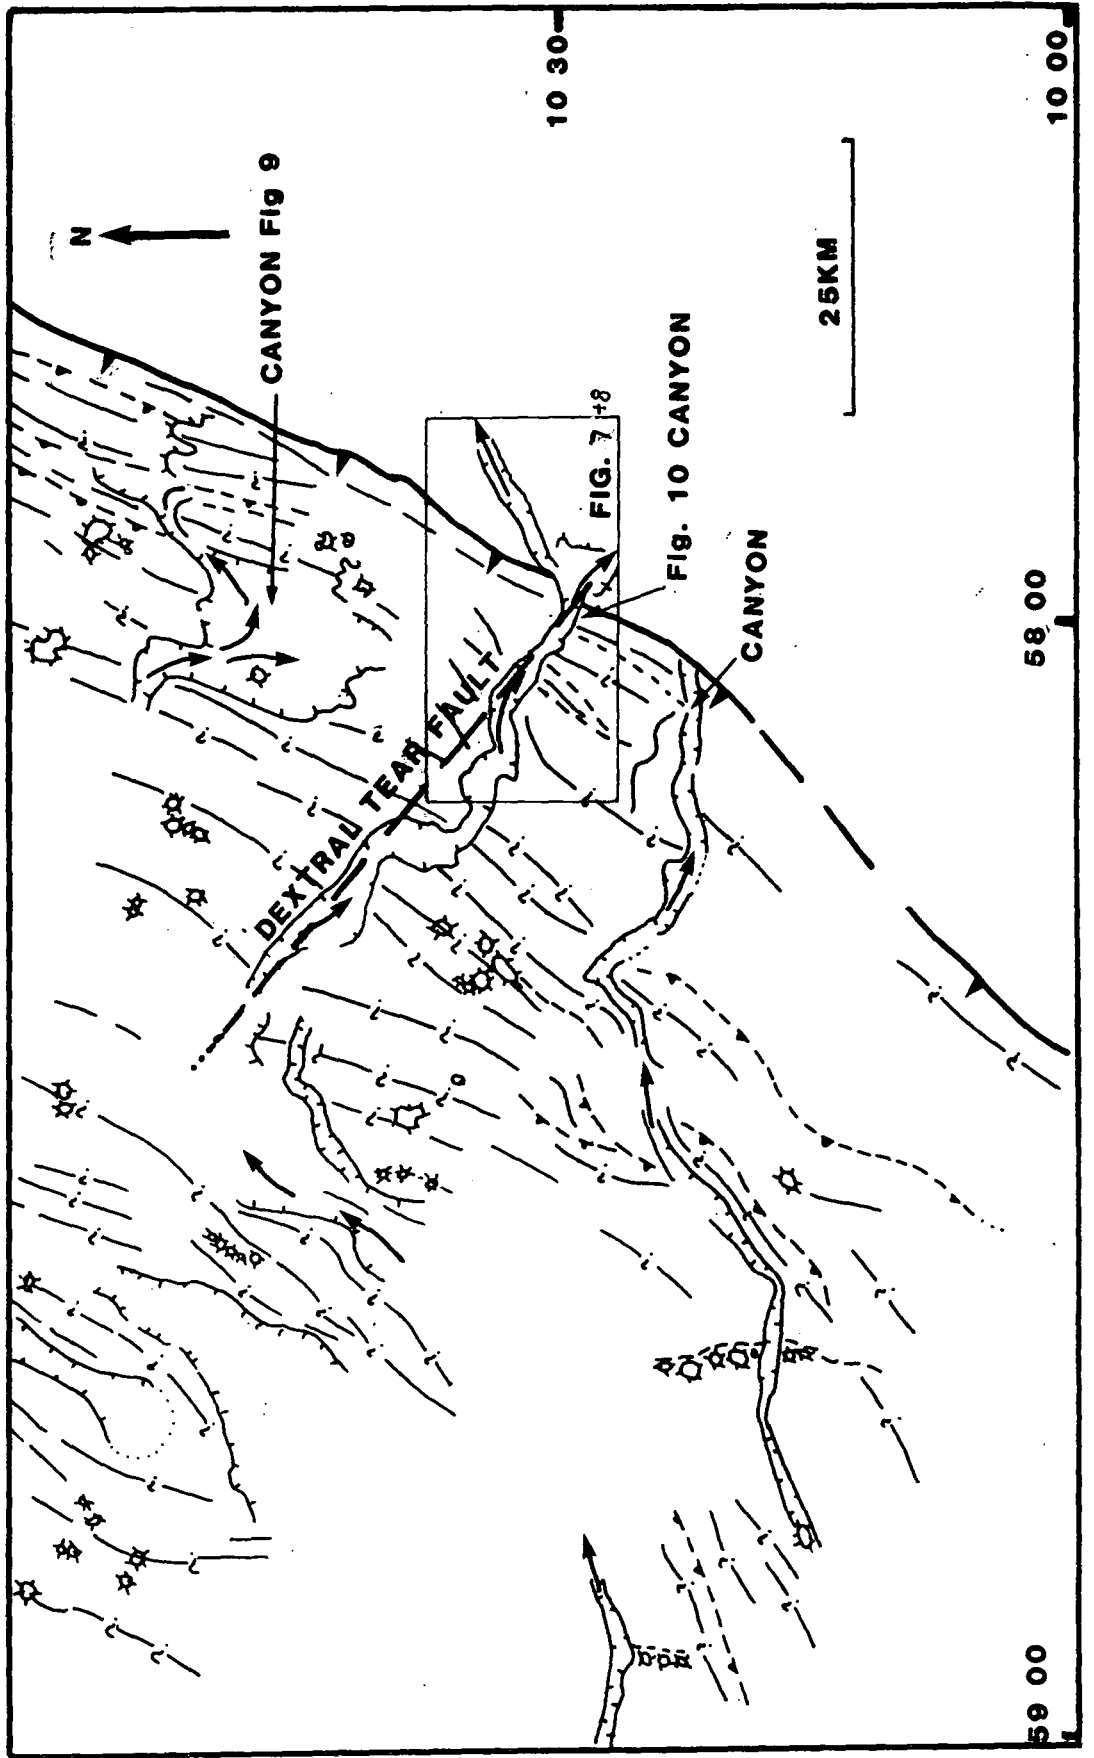 10 30
10 00
N
CANYON Fig 9
25KM
DEXTRAL TEAR FAULT
FIG. 7+8
Fig. 10 CANYON
CANYON
58 00
59 00